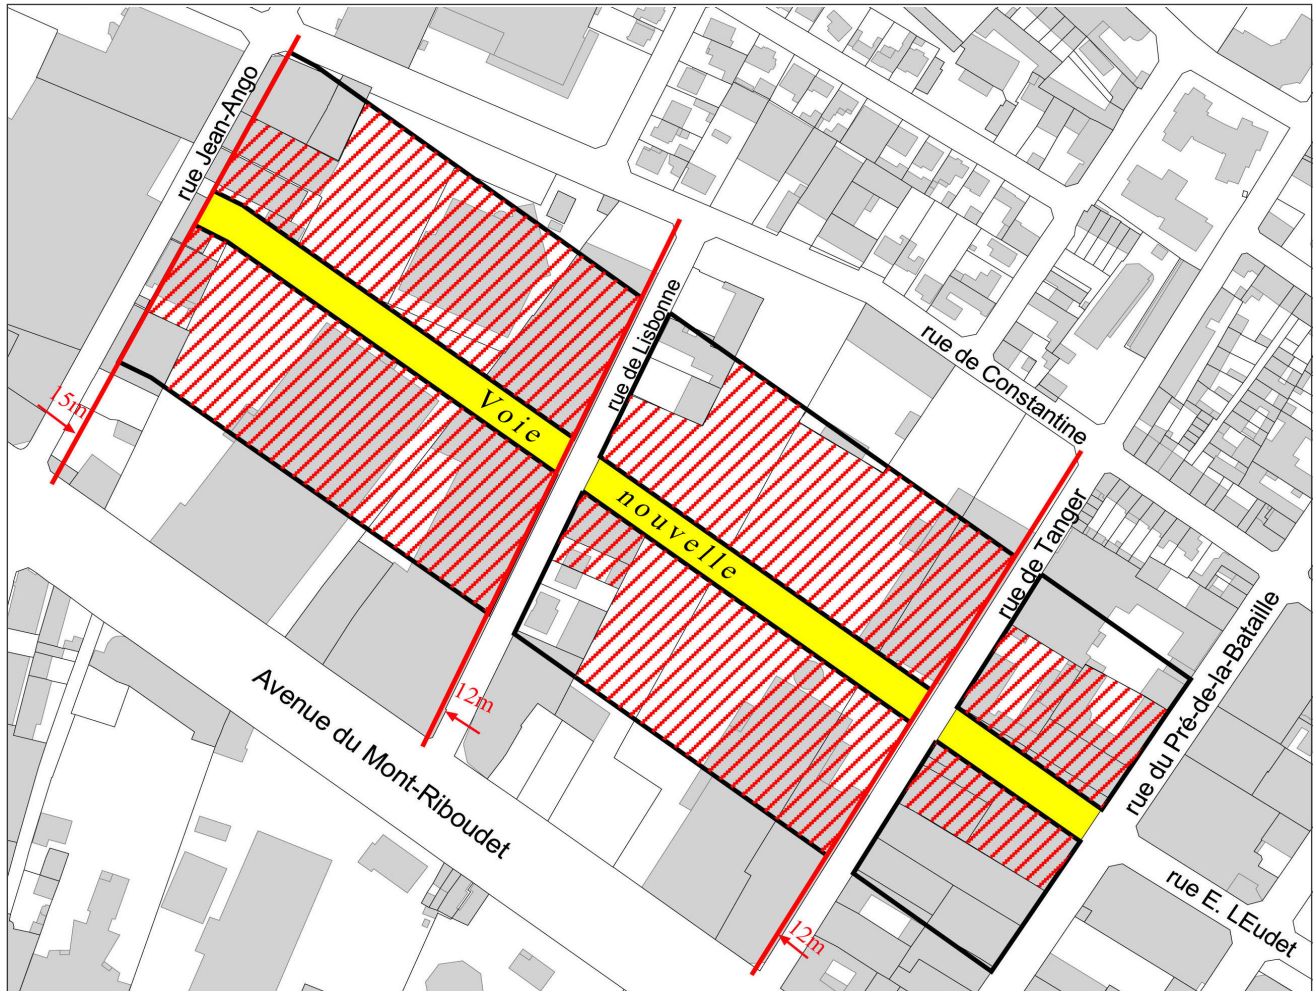 rue Jean-Ango
15m
Voie
rue de Lisbonne
rue de Constantine
nouvelle
rue de Tanger
rue du Pré-de-la-Bataille
12m
Avenue du Mont-Riboudet
12m
rue E. LEudet